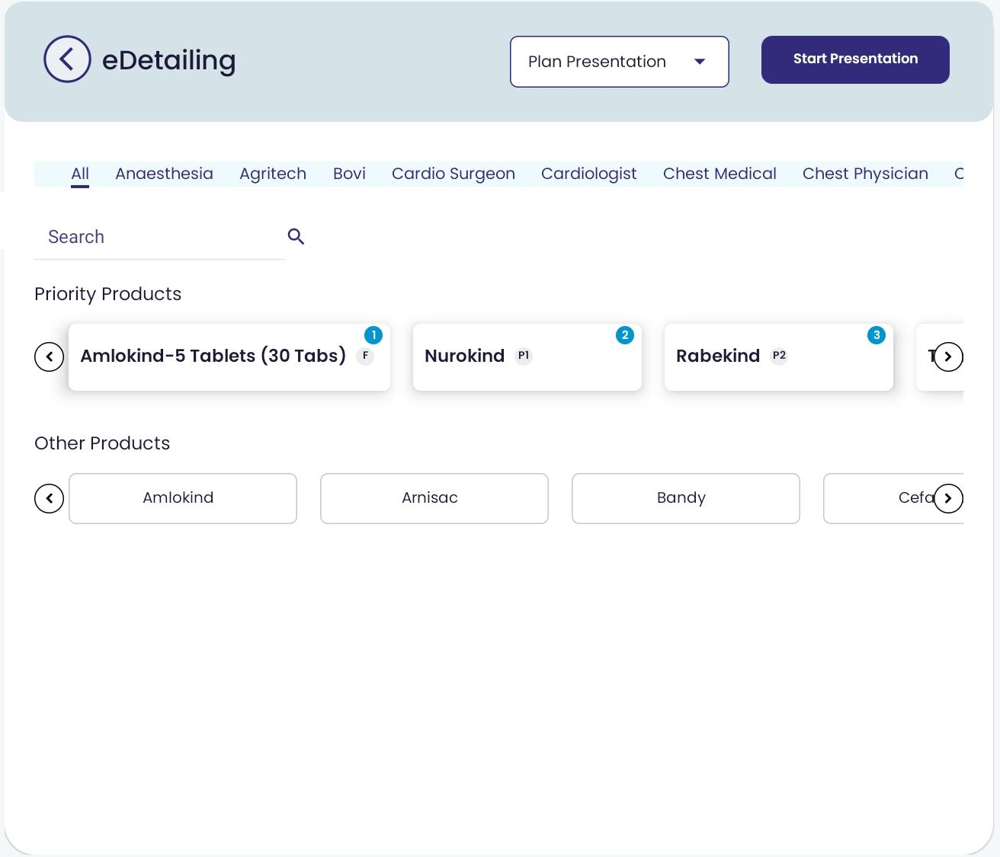 eDetailing
Plan Presentation
Start Presentation
All Anaesthesia Agritech Bovi Cardio Surgeon Cardiologist Chest Medical Chest Physician C
Search
Priority Products
1
Amlokind-5 Tablets (30 Tabs) F
2
Nurokind P1
3
Rabekind P2
T
Other Products
Amlokind
Arnisac
Bandy
Cefa